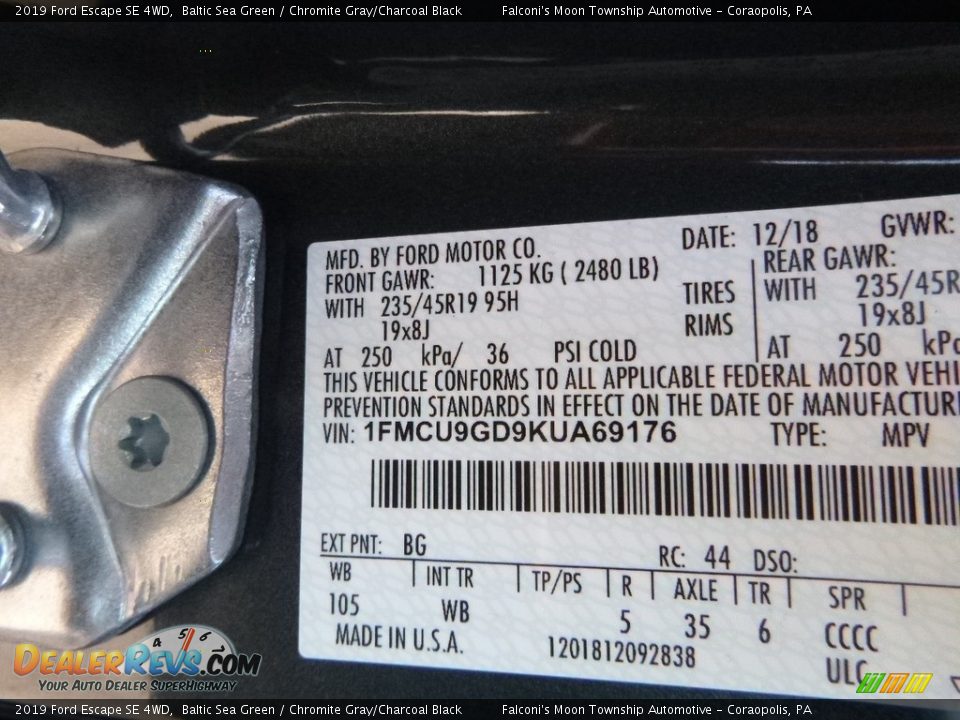 2019 Ford Escape SE 4WD,  Baltic Sea Green / Chromite Gray/Charcoal Black          Falconi's Moon Township Automotive - Coraopolis, PA
MFD. BY FORD MOTOR CO. DATE: 12/18 GVWR:
FRONT GAWR: 1125 KG ( 2480 LB) REAR GAWR:
WITH 235/45R19 95H TIRES WITH 235/45R
19x8J RIMS 19x8J
AT 250 kPa/ 36 PSI COLD AT 250 kPa
THIS VEHICLE CONFORMS TO ALL APPLICABLE FEDERAL MOTOR VEHI
PREVENTION STANDARDS IN EFFECT ON THE DATE OF MANUFACTUR
VIN: 1FMCU9GD9KUA69176 TYPE: MPV
EXT PNT: BG RC: 44 DSO:
WB INT TR TP/PS R AXLE TR SPR
105 WB 5 35 6 CCCC
MADE IN U.S.A. 1201812092838 ULC
4 5 6
DealerRevs.com
Your Auto Dealer SuperHighway
2019 Ford Escape SE 4WD,  Baltic Sea Green / Chromite Gray/Charcoal Black          Falconi's Moon Township Automotive - Coraopolis, PA